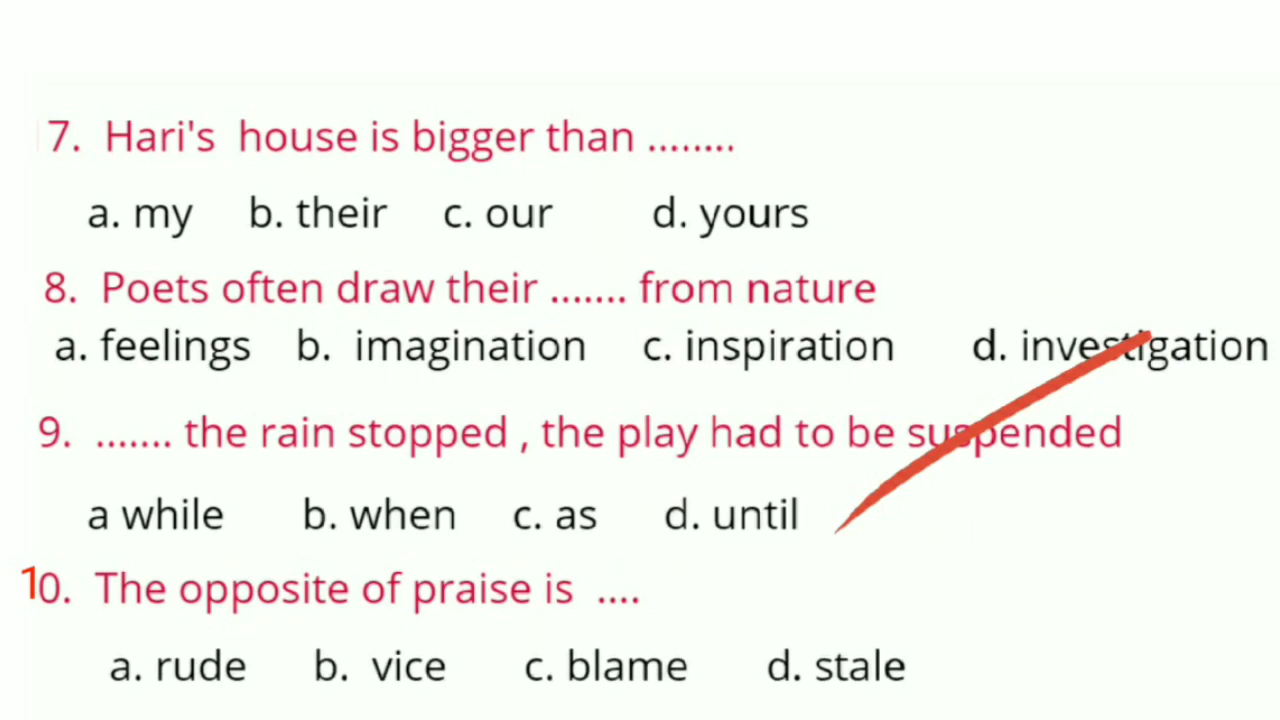 7. Hari's house is bigger than ........
a. my b. their c. our d. yours
8. Poets often draw their ....... from nature
a. feelings b. imagination c. inspiration d. investigation
9. ....... the rain stopped , the play had to be suspended
a while b. when c. as d. until
10. The opposite of praise is ....
a. rude b. vice c. blame d. stale